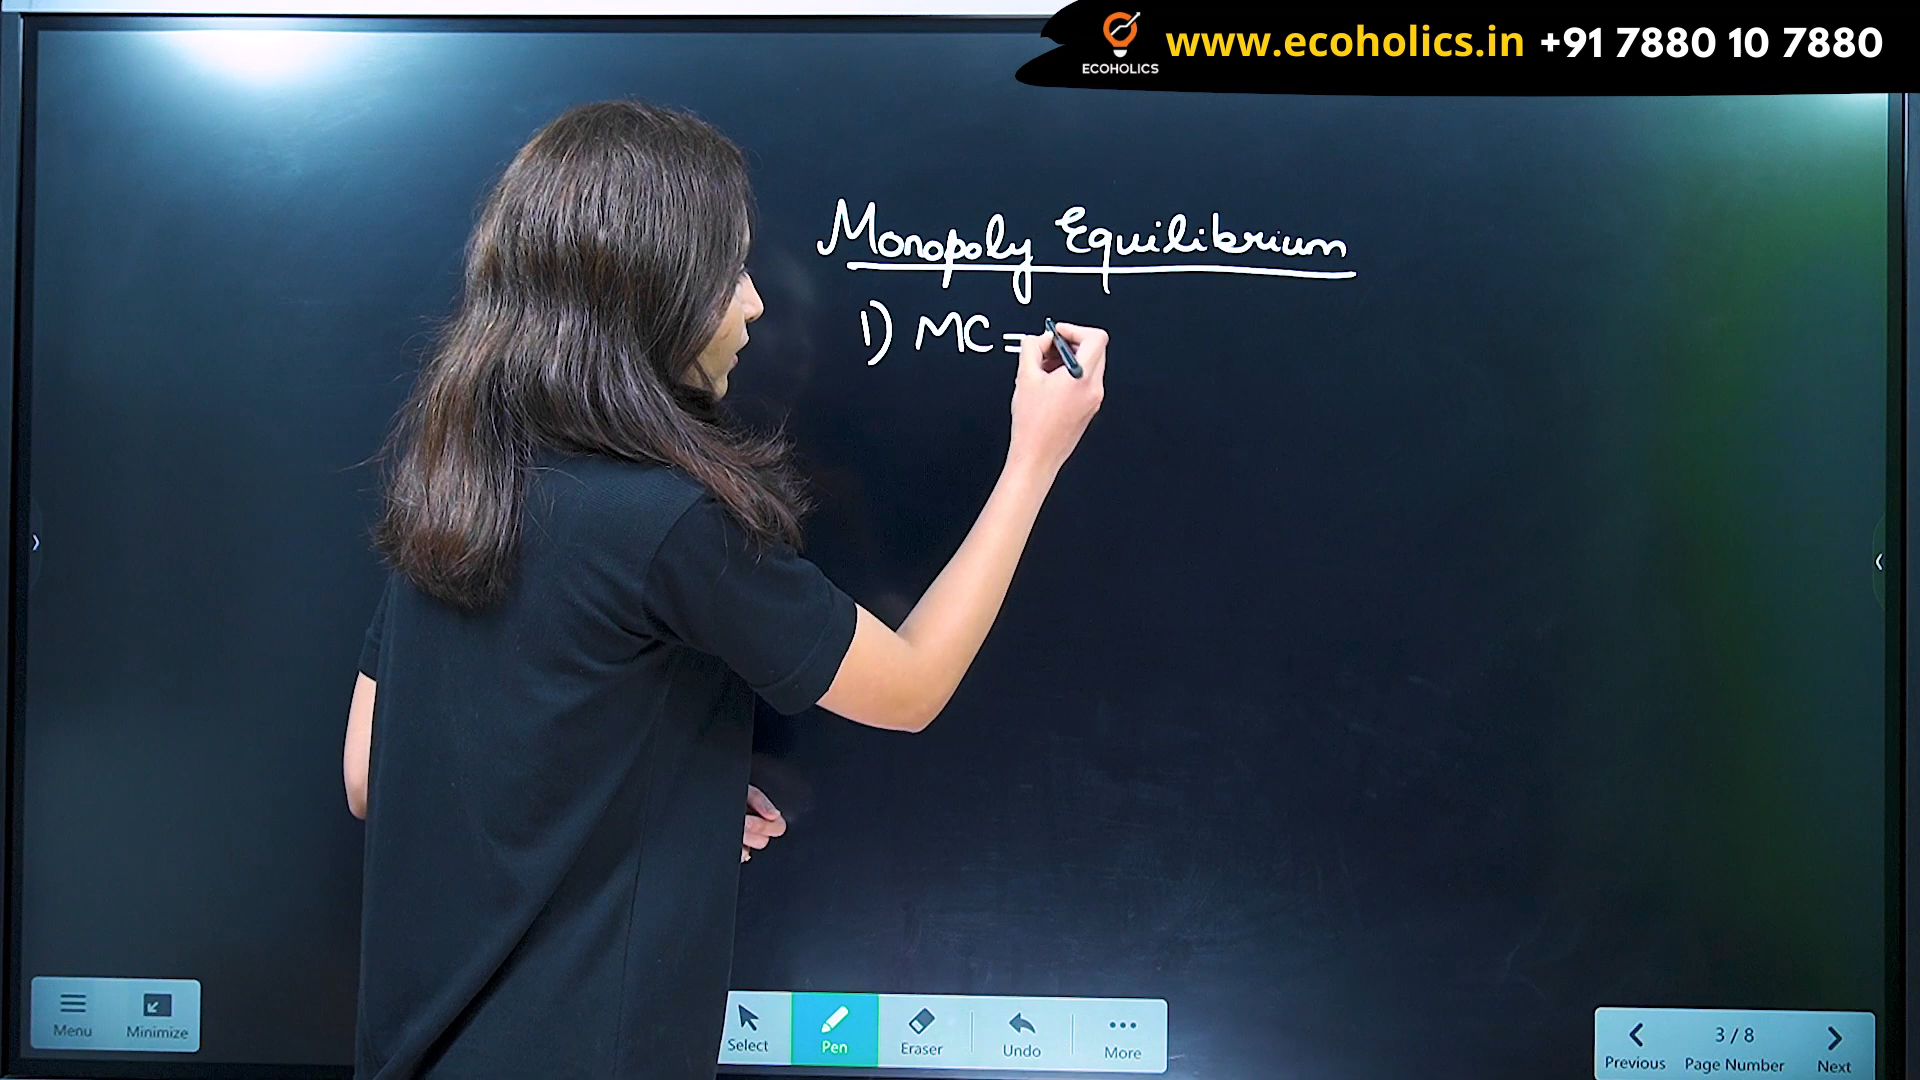 ECOHOLICS
www.ecoholics.in +91 7880 10 7880
Monopoly Equilibrium
1) MC =
Menu
Minimize
Select
Pen
Eraser
Undo
More
3 / 8
Previous
Page Number
Next